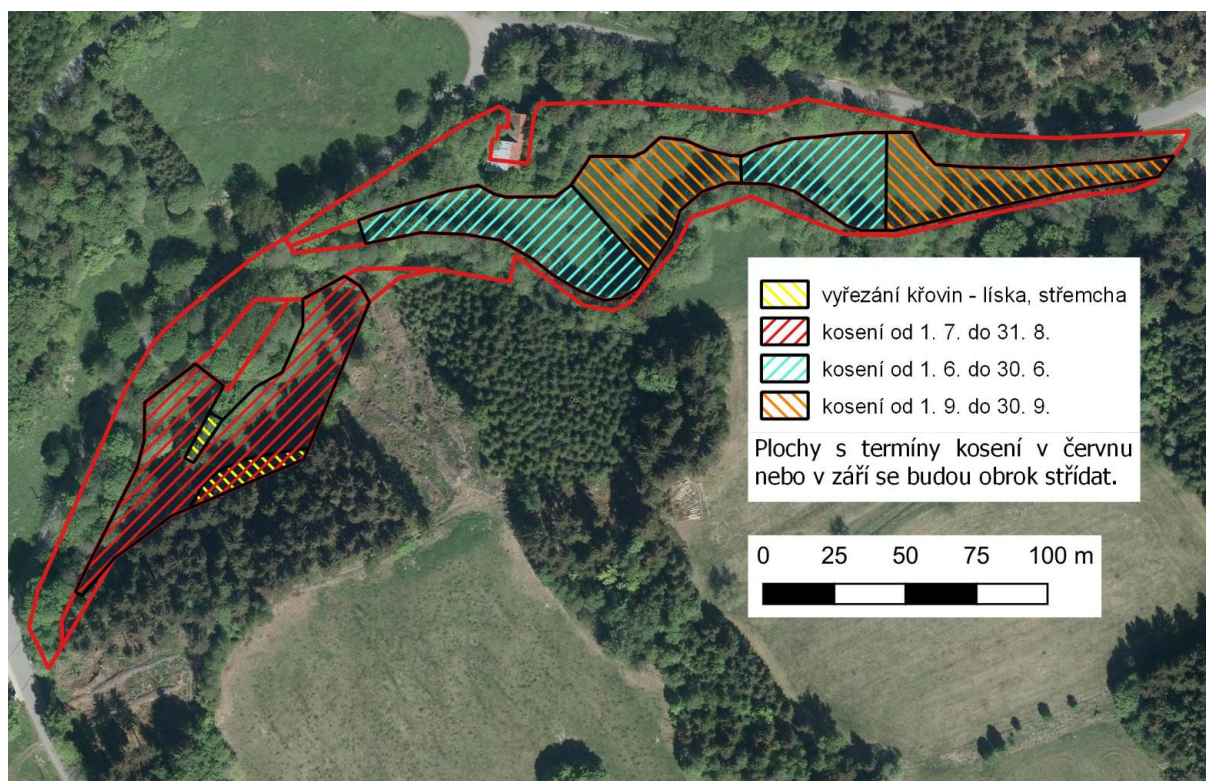 vyřezání křovin - líska, střemcha
kosení od 1. 7. do 31. 8.
kosení od 1. 6. do 30. 6.
kosení od 1. 9. do 30. 9.
Plochy s termíny kosení v červnu
nebo v září se budou obrok střídat.
0 25 50 75 100 m